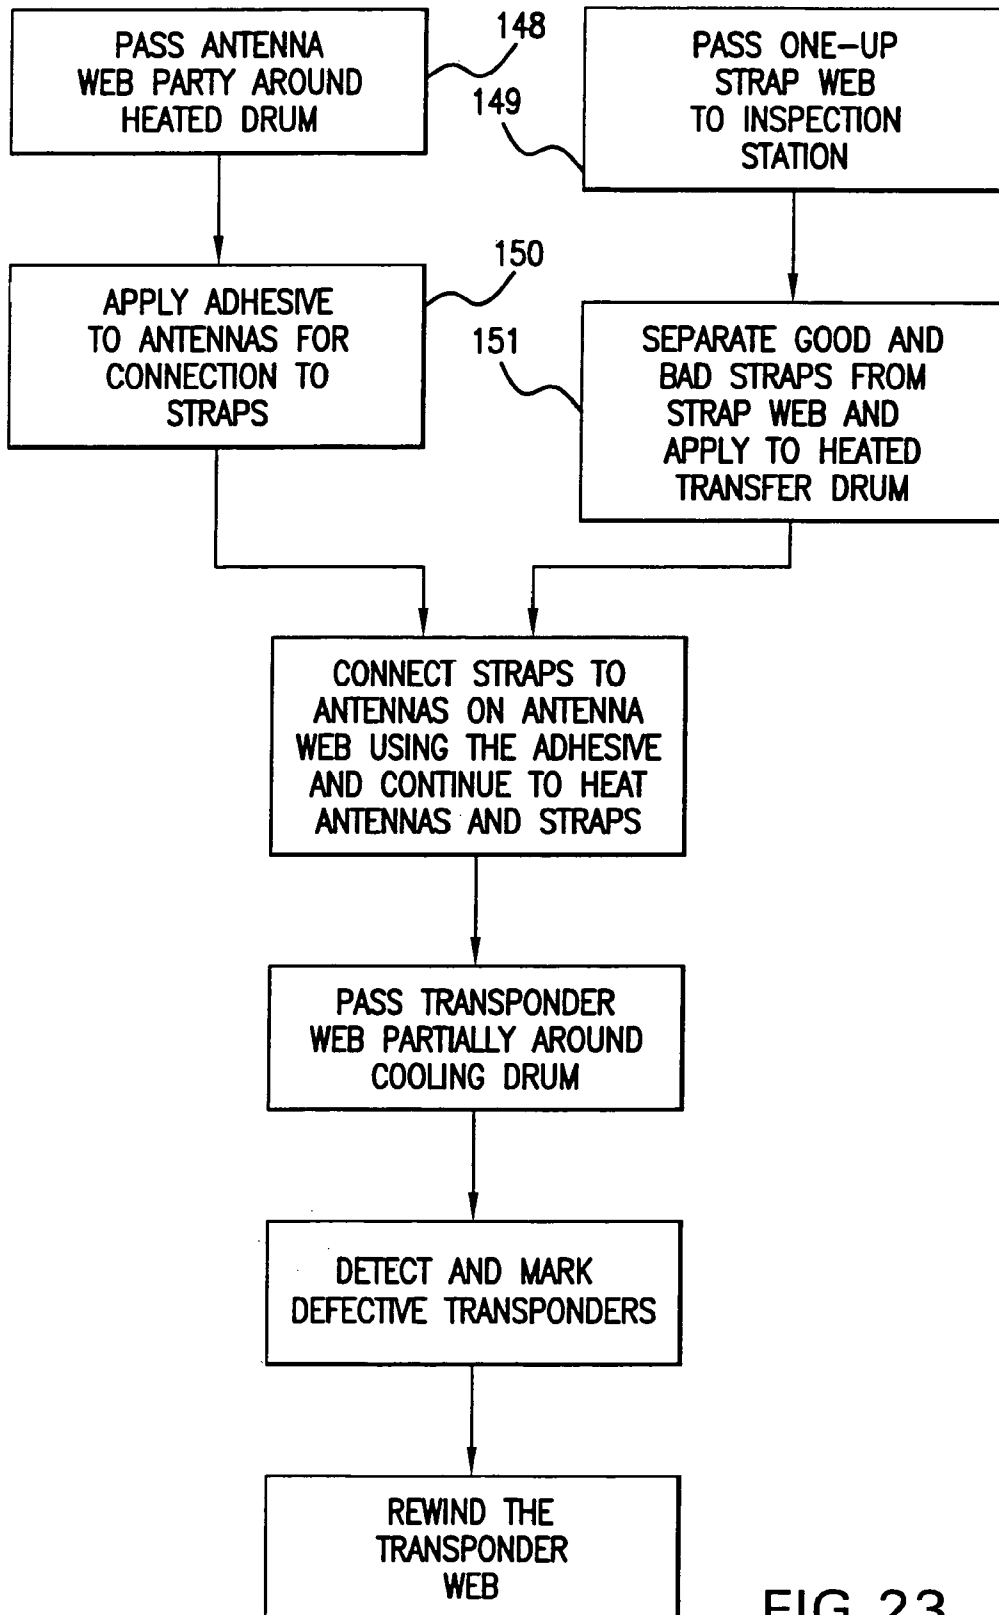 PASS ANTENNA
WEB PARTY AROUND
HEATED DRUM
148
149
PASS ONE-UP
STRAP WEB
TO INSPECTION
STATION
APPLY ADHESIVE
TO ANTENNAS FOR
CONNECTION TO
STRAPS
150
151
SEPARATE GOOD AND
BAD STRAPS FROM
STRAP WEB AND
APPLY TO HEATED
TRANSFER DRUM
CONNECT STRAPS TO
ANTENNAS ON ANTENNA
WEB USING THE ADHESIVE
AND CONTINUE TO HEAT
ANTENNAS AND STRAPS
PASS TRANSPONDER
WEB PARTIALLY AROUND
COOLING DRUM
DETECT AND MARK
DEFECTIVE TRANSPONDERS
REWIND THE
TRANSPONDER
WEB
FIG. 23